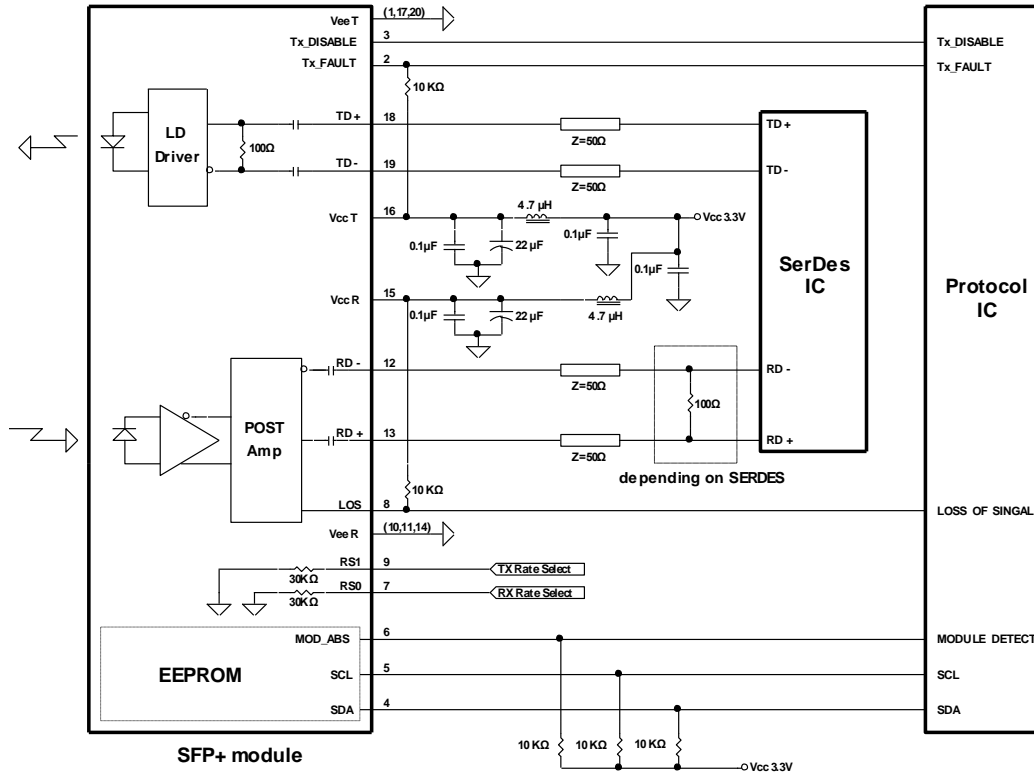 Vee T
(1,17,20)
Tx_DISABLE
3
Tx_DISABLE
Tx_FAULT
2
Tx_FAULT
10 KΩ
LD
Driver
100Ω
TD+
18
TD+
Z=50Ω
TD-
19
TD-
Z=50Ω
Vcc T
16
4.7 µH
Vcc 3.3V
0.1µF
22 µF
0.1µF
0.1µF
SerDes
IC
Protocol
IC
Vcc R
15
0.1µF
22 µF
4.7 µH
POST
Amp
RD -
12
RD -
Z=50Ω
100Ω
RD +
13
RD +
Z=50Ω
depending on SERDES
10 KΩ
LOS
8
LOSS OF SINGAL
Vee R
(10,11,14)
RS1
9
TX Rate Select
30KΩ
RS0
7
RX Rate Select
30KΩ
EEPROM
MOD_ABS
6
MODULE DETECT
SCL
5
SCL
SDA
4
SDA
10 KΩ
10 KΩ
10 KΩ
Vcc 3.3V
SFP+ module